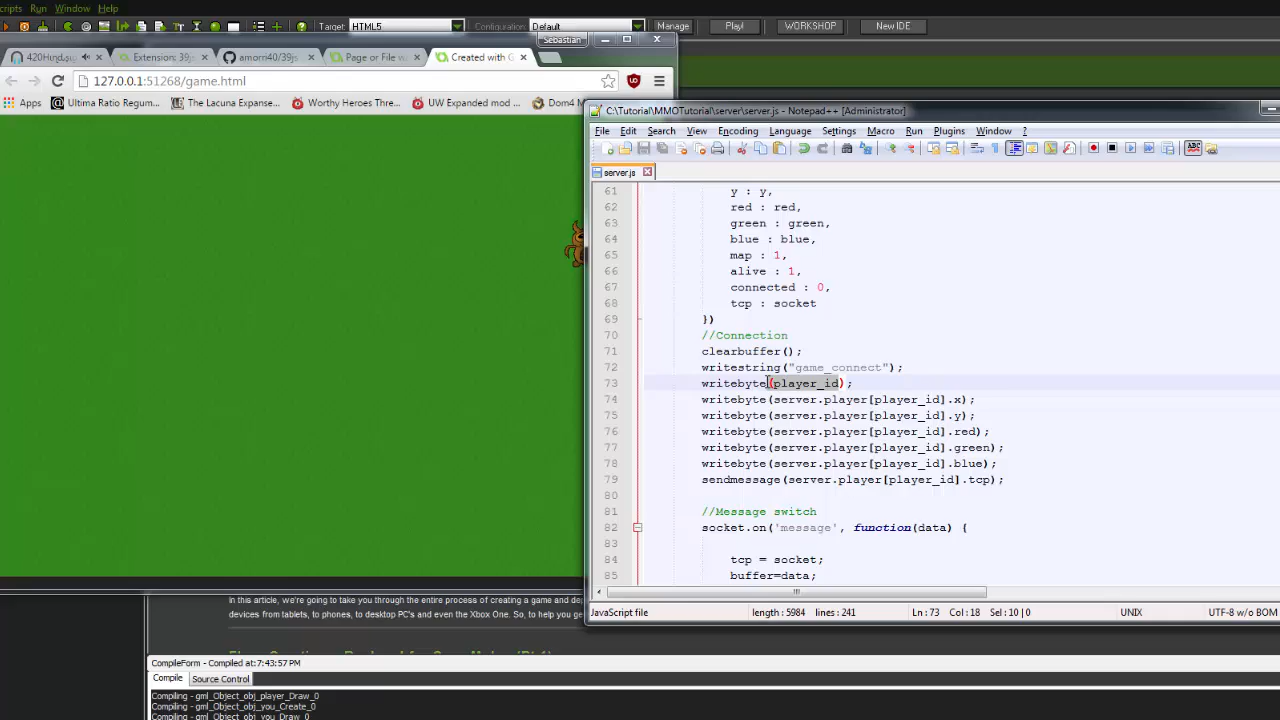 cripts Run Window Help
Target: HTML5 Configuration: Default Manage Play! WORKSHOP New IDE
Sebastian
Extension: 39j Page or File w Created with G
amorri40/39js
127.0.0.1:51268/game.html
Apps Ultima Ratio Regum... The Lacuna Expanse... Worthy Heroes Thre... UW Expanded mod ... Dom4 M
C:\Tutorial\MMOTutorial\server\server.js - Notepad++ [Administrator]
File Edit Search View Encoding Language Settings Macro Run Plugins Window ?
server.js
61 y : y,
62 red : red,
63 green : green,
64 blue : blue,
65 map : 1,
66 alive : 1,
67 connected : 0,
68 tcp : socket
69 })
70 //Connection
71 clearbuffer();
72 writestring("game_connect");
73 writebyte(player_id);
74 writebyte(server.player[player_id].x);
75 writebyte(server.player[player_id].y);
76 writebyte(server.player[player_id].red);
77 writebyte(server.player[player_id].green);
78 writebyte(server.player[player_id].blue);
79 sendmessage(server.player[player_id].tcp);
80
81 //Message switch
82 socket.on('message', function(data) {
83
84 tcp = socket;
85 buffer=data;
JavaScript file length : 5984 lines : 241 Ln : 73 Col : 18 Sel : 10 | 0 UNIX UTF-8 w/o BOM
In this article, we're going to take you through the entire process of creating a game and dep
devices from tablets, to phones, to desktop PC's and even the Xbox One. So, to help you ge
CompileForm - Compiled at:7:43:57 PM
Compile Source Control
Compiling - gml_Object_obj_player_Draw_0
Compiling - gml_Object_obj_you_Create_0
Compiling - gml_Object_obj_you_Draw_0